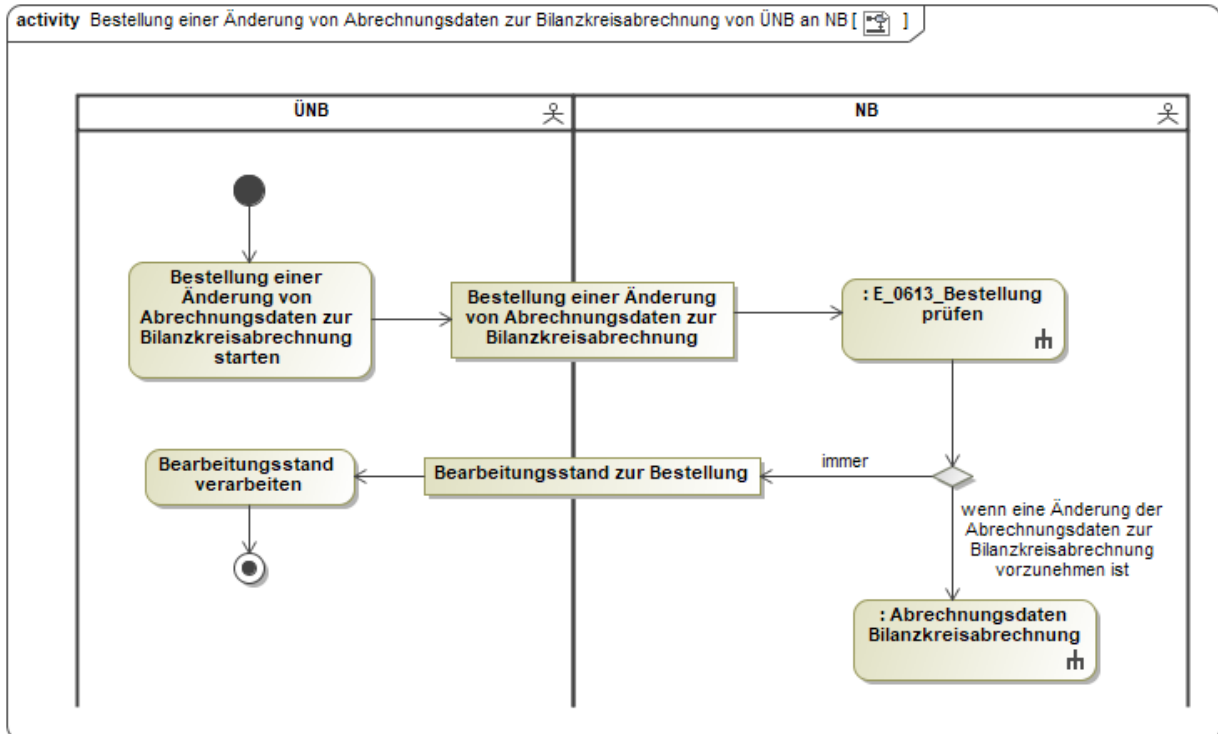 activity Bestellung einer Änderung von Abrechnungsdaten zur Bilanzkreisabrechnung von ÜNB an NB [ ]
ÜNB
NB
Bestellung einer
Änderung von
Abrechnungsdaten zur
Bilanzkreisabrechnung
starten
Bestellung einer Änderung
von Abrechnungsdaten zur
Bilanzkreisabrechnung
: E_0613_Bestellung
prüfen
Bearbeitungsstand
verarbeiten
Bearbeitungsstand zur Bestellung
immer
wenn eine Änderung der
Abrechnungsdaten zur
Bilanzkreisabrechnung
vorzunehmen ist
: Abrechnungsdaten
Bilanzkreisabrechnung